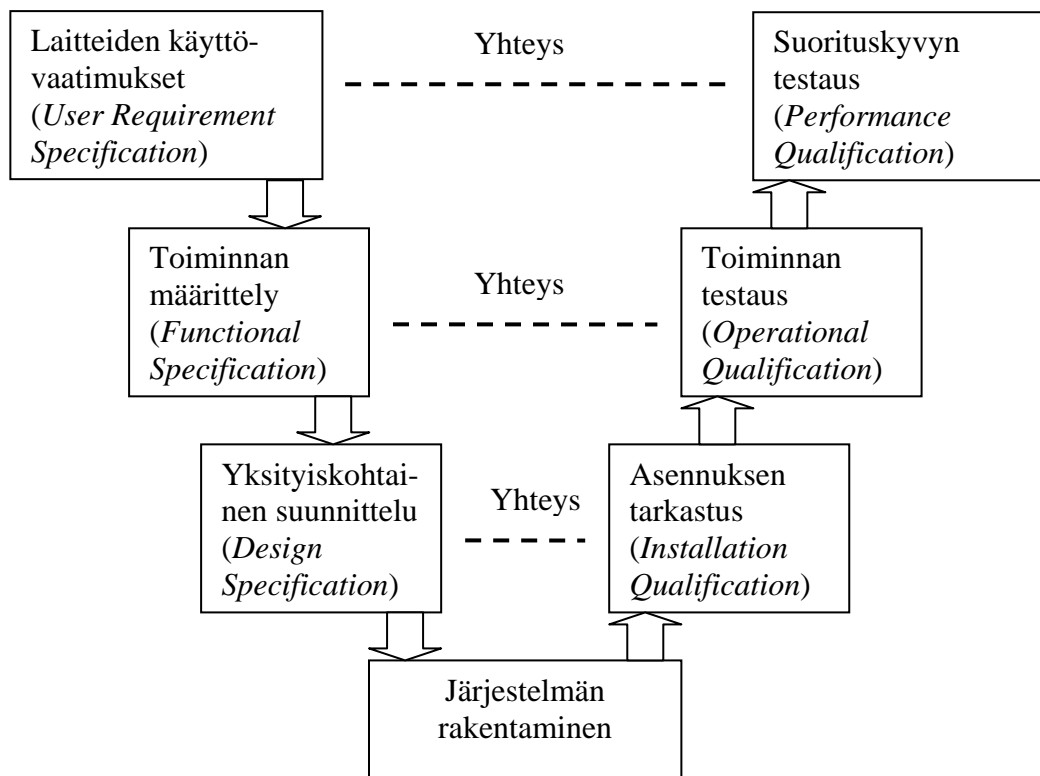 Laitteiden käyttö-
vaatimukset
(User Requirement
Specification)
Yhteys
Suorituskyvyn
testaus
(Performance
Qualification)
Toiminnan
määrittely
(Functional
Specification)
Yhteys
Toiminnan
testaus
(Operational
Qualification)
Yksityiskohtai-
nen suunnittelu
(Design
Specification)
Yhteys
Asennuksen
tarkastus
(Installation
Qualification)
Järjestelmän
rakentaminen